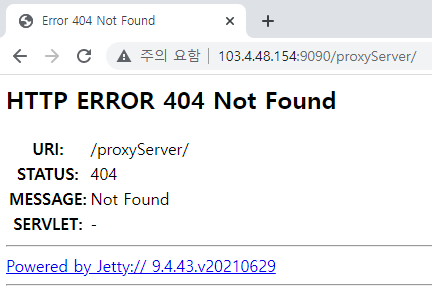 Error 404 Not Found
주의 요함 103.4.48.154:9090/proxyServer/
HTTP ERROR 404 Not Found
URI: /proxyServer/
STATUS: 404
MESSAGE: Not Found
SERVLET: -
Powered by Jetty:// 9.4.43.v20210629